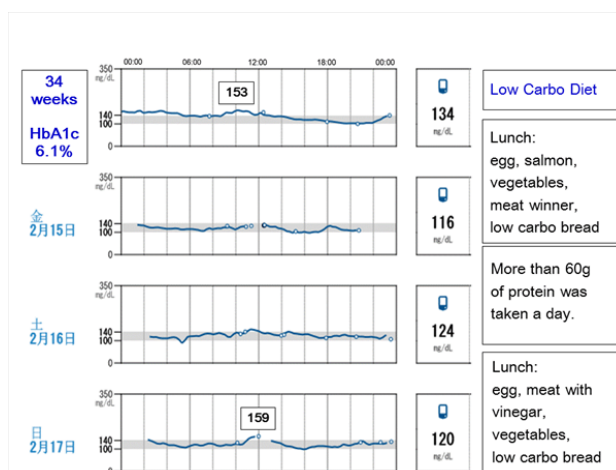 00:00 06:00 12:00 18:00 00:00
34
weeks
HbA1c
6.1%
350
mg/dL
140
100
0
153
134
mg/dL
Low Carbo Diet
Lunch:
egg, salmon,
vegetables,
meat winner,
low carbo bread
金
2月15日
350
mg/dL
140
100
0
116
mg/dL
More than 60g
of protein was
taken a day.
土
2月16日
350
mg/dL
140
100
0
124
mg/dL
日
2月17日
350
mg/dL
140
100
0
159
120
mg/dL
Lunch:
egg, meat with
vinegar,
vegetables,
low carbo bread